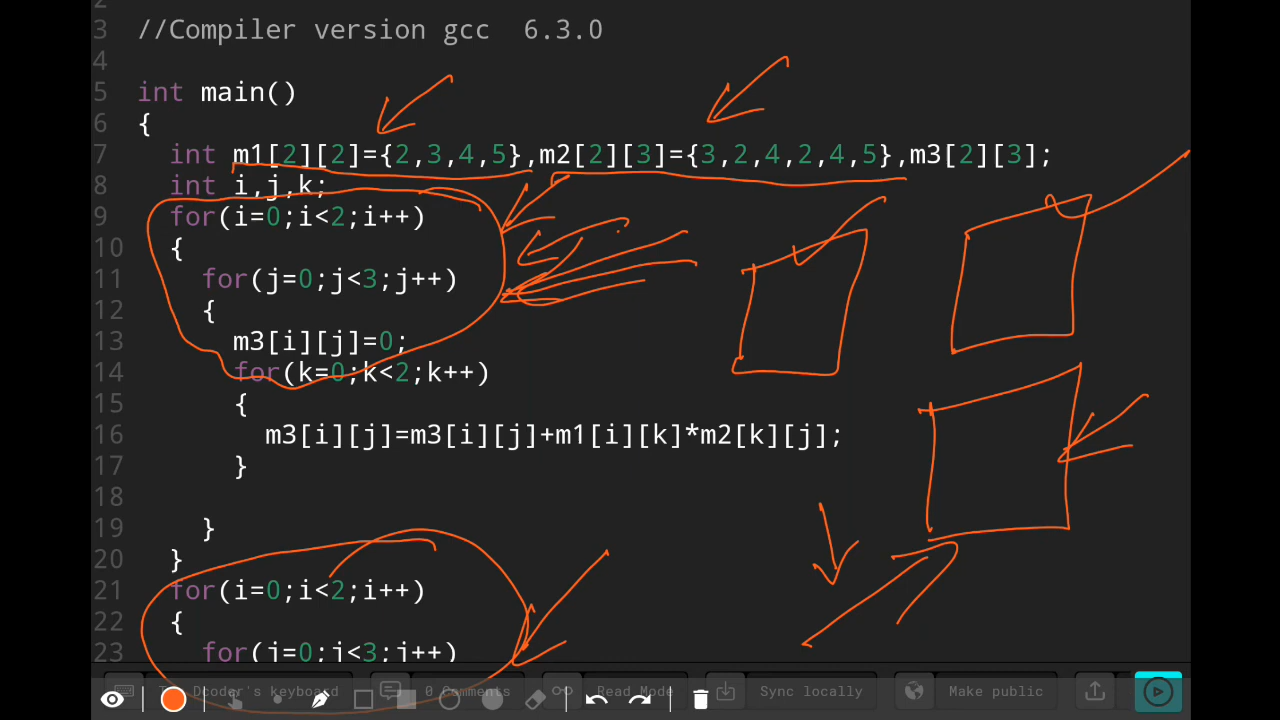 2
3 //Compiler version gcc 6.3.0
4
5 int main()
6 {
7 int m1[2][2]={2,3,4,5},m2[2][3]={3,2,4,2,4,5},m3[2][3];
8 int i,j,k;
9 for(i=0;i<2;i++)
10 {
11 for(j=0;j<3;j++)
12 {
13 m3[i][j]=0;
14 for(k=0;k<2;k++)
15 {
16 m3[i][j]=m3[i][j]+m1[i][k]*m2[k][j];
17 }
18
19 }
20 }
21 for(i=0;i<2;i++)
22 {
23 for(j=0;j<3;j++)
Dcoder's keyboard 0 Comments Read Mode Sync locally Make public